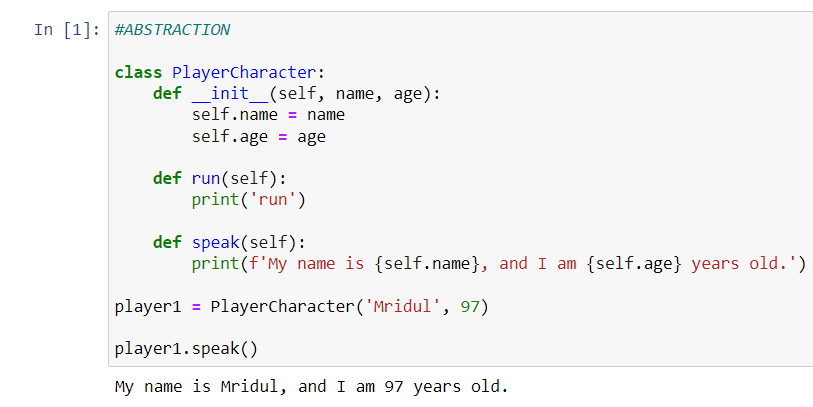 In [1]: #ABSTRACTION
class PlayerCharacter:
    def __init__(self, name, age):
        self.name = name
        self.age = age
    def run(self):
        print('run')
    def speak(self):
        print(f'My name is {self.name}, and I am {self.age} years old.')
player1 = PlayerCharacter('Mridul', 97)
player1.speak()
My name is Mridul, and I am 97 years old.